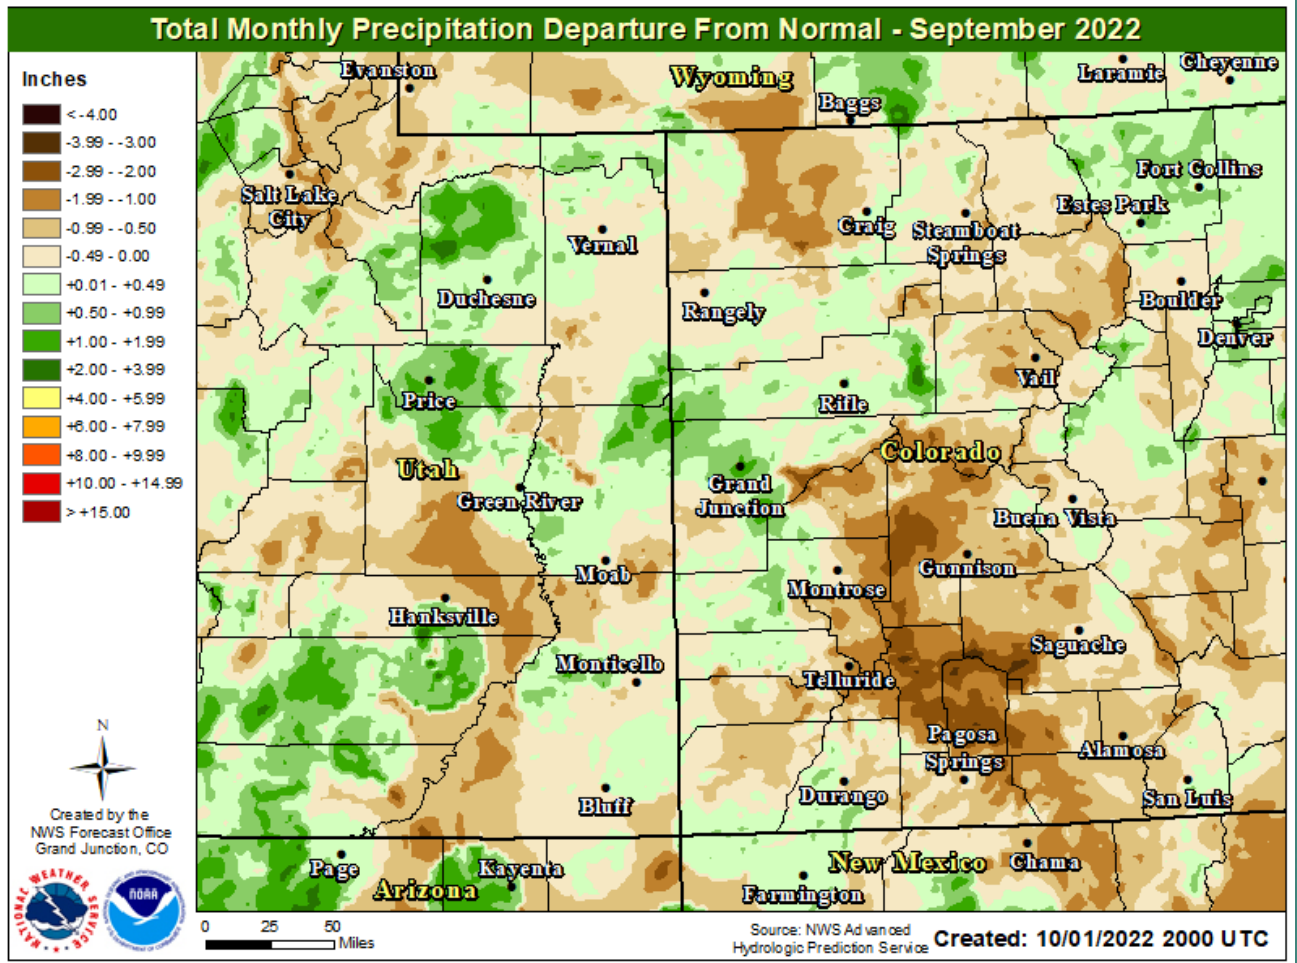 Total Monthly Precipitation Departure From Normal - September 2022
Inches
< -4.00
-3.99 - -3.00
-2.99 - -2.00
-1.99 - -1.00
-0.99 - -0.50
-0.49 - 0.00
+0.01 - +0.49
+0.50 - +0.99
+1.00 - +1.99
+2.00 - +3.99
+4.00 - +5.99
+6.00 - +7.99
+8.00 - +9.99
+10.00 - +14.99
> +15.00
Evanston
Wyoming
Baggs
Laramie
Cheyenne
Salt Lake
City
Fort Collins
Estes Park
Craig
Steamboat
Springs
Vernal
Duchesne
Rangely
Boulder
Denver
Vail
Price
Rifle
Utah
Colorado
Green River
Grand
Junction
Buena Vista
Moab
Gunnison
Montrose
Hanksville
Saguache
Monticello
Telluride
Pagosa
Springs
Alamosa
Bluff
Durango
San Luis
Page
Kayenta
Arizona
New Mexico
Chama
Farmington
N
Created by the
NWS Forecast Office
Grand Junction, CO
NATIONAL WEATHER SERVICE
NOAA
0 25 50
Miles
Source: NWS Advanced
Hydrologic Prediction Service
Created: 10/01/2022 2000 UTC